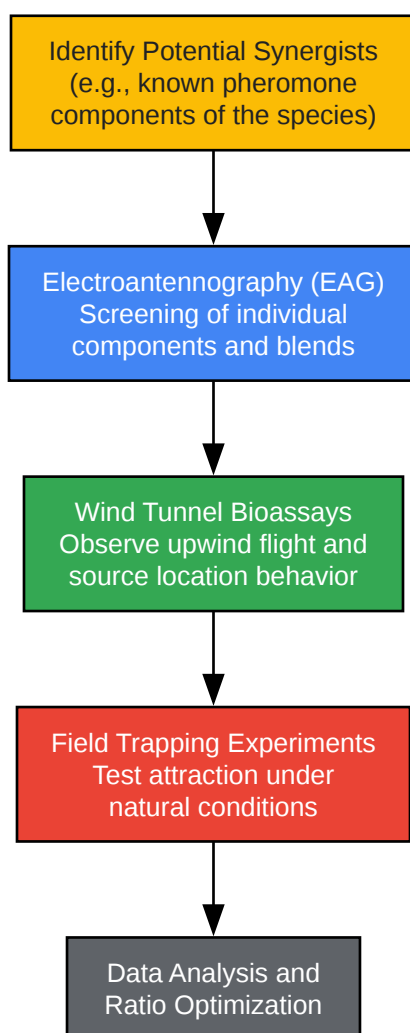 Identify Potential Synergists
(e.g., known pheromone
components of the species)
Electroantennography (EAG)
Screening of individual
components and blends
Wind Tunnel Bioassays
Observe upwind flight and
source location behavior
Field Trapping Experiments
Test attraction under
natural conditions
Data Analysis and
Ratio Optimization